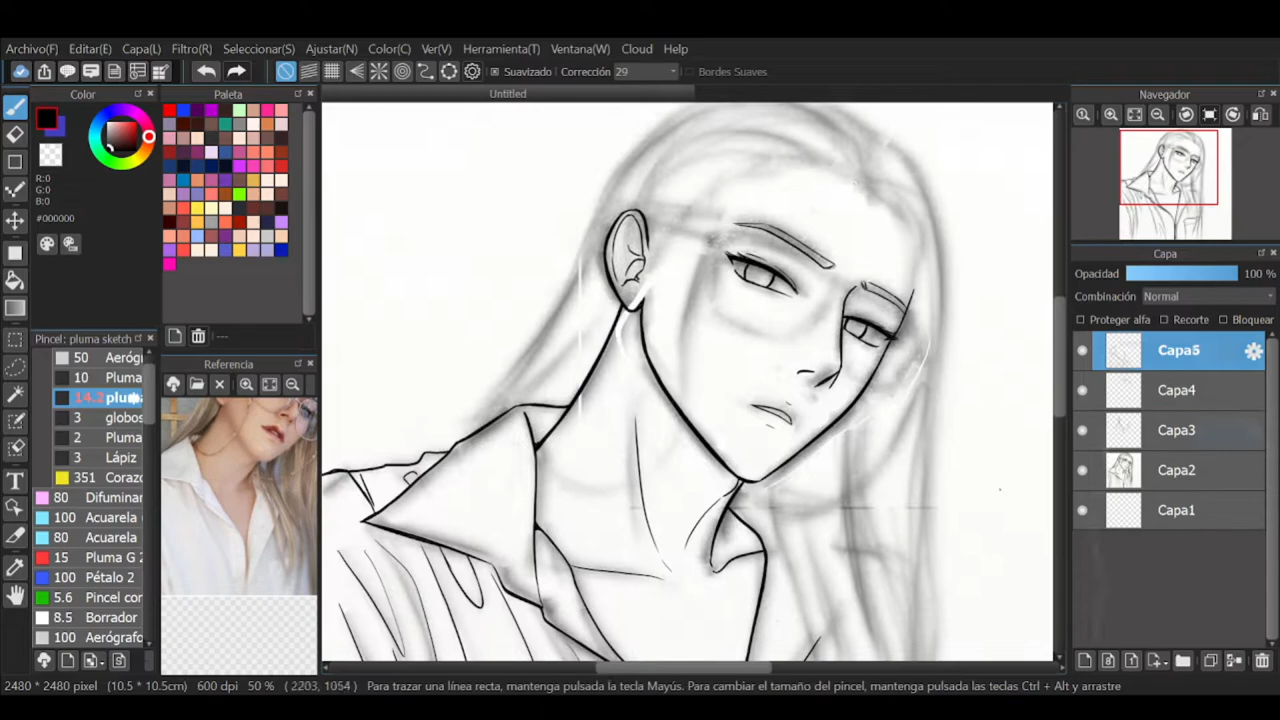 Archivo(F) Editar(E) Capa(L) Filtro(R) Seleccionar(S) Ajustar(N) Color(C) Ver(V) Herramienta(T) Ventana(W) Cloud Help
Suavizado Corrección 29 Bordes Suaves
Color
R:0
G:0
B:0
#000000
Paleta
---
Pincel: pluma sketch
50 Aeróg
10 Pluma
14.2 pluma
3 globos
2 Pluma
3 Lápiz
351 Corazo
80 Difuminar
100 Acuarela
80 Acuarela
15 Pluma G 2
100 Pétalo 2
5.6 Pincel cor
8.5 Borrador
100 Aerógrafo
Referencia
Untitled
Navegador
Capa
Opacidad 100 %
Combinación Normal
Proteger alfa Recorte Bloquear
Capa5
Capa4
Capa3
Capa2
Capa1
2480 * 2480 pixel (10.5 * 10.5cm) 600 dpi 50 % ( 2203, 1054 ) Para trazar una línea recta, mantenga pulsada la tecla Mayús. Para cambiar el tamaño del pincel, mantenga pulsadas las teclas Ctrl + Alt y arrastre